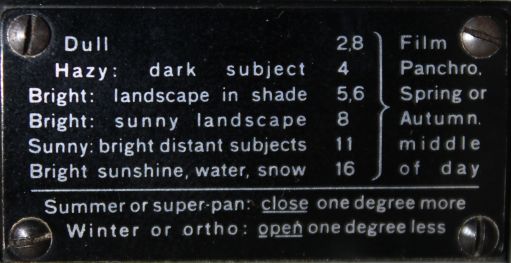 Dull 2,8 Film
Hazy: dark subject 4 Panchro.
Bright: landscape in shade 5,6 Spring or
Bright: sunny landscape 8 Autumn.
Sunny: bright distant subjects 11 middle
Bright sunshine, water, snow 16 of day
Summer or super-pan: close one degree more
Winter or ortho: open one degree less